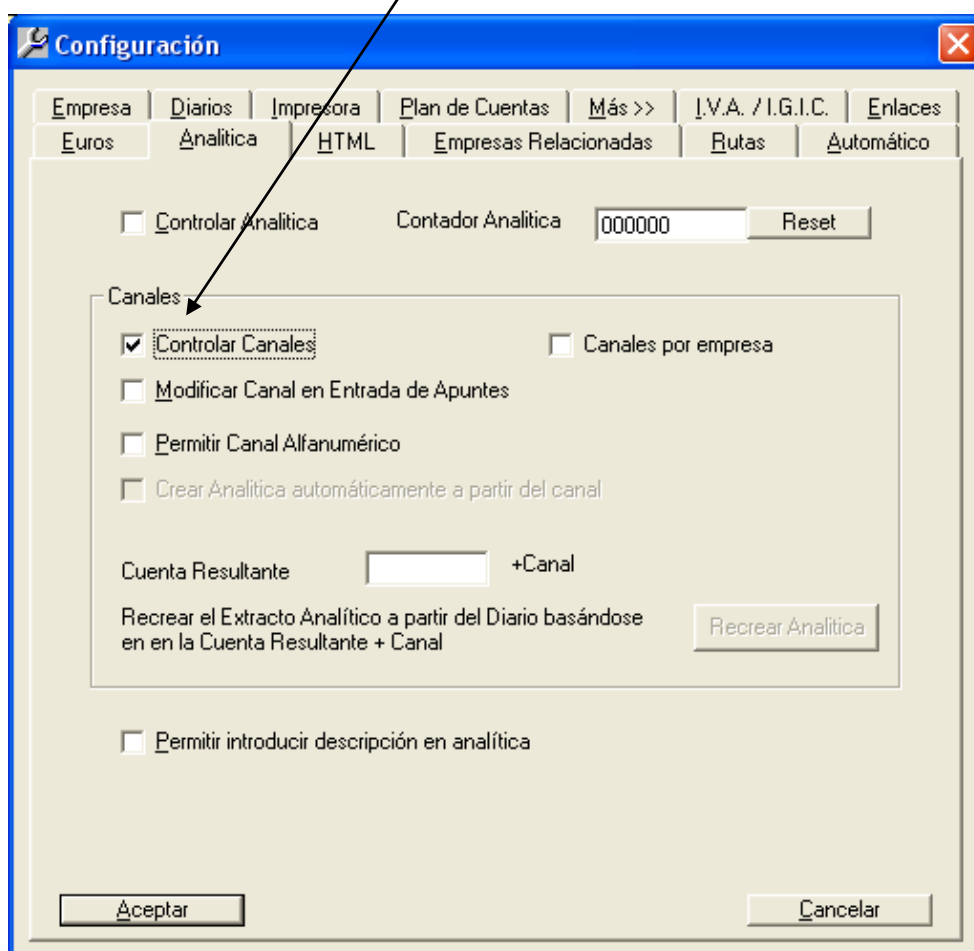 Configuración
Empresa Diarios Impresora Plan de Cuentas Más >> I.V.A. / I.G.I.C. Enlaces
Euros Analitica HTML Empresas Relacionadas Rutas Automático
Controlar Analitica Contador Analitica 000000 Reset
Canales
Controlar Canales Canales por empresa
Modificar Canal en Entrada de Apuntes
Permitir Canal Alfanumérico
Crear Analitica automáticamente a partir del canal
Cuenta Resultante +Canal
Recrear el Extracto Analítico a partir del Diario basándose
en en la Cuenta Resultante + Canal Recrear Analitica
Permitir introducir descripción en analítica
Aceptar Cancelar